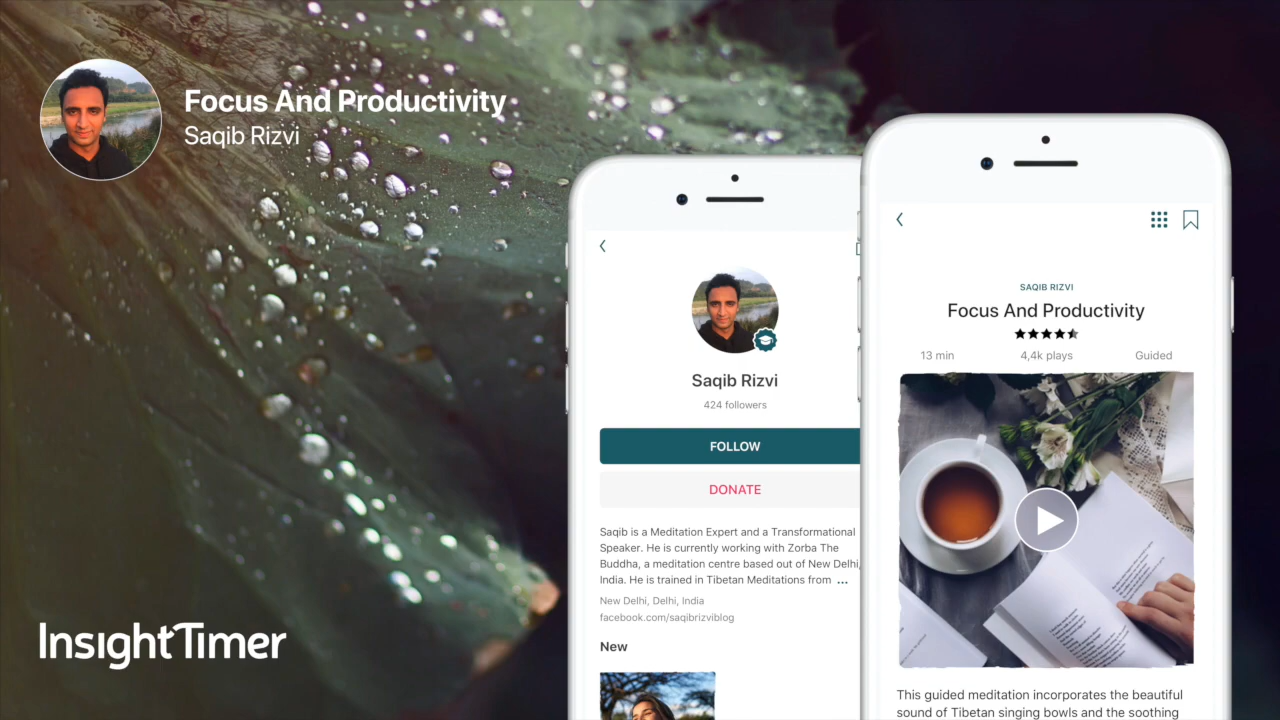 Focus And Productivity
Saqib Rizvi
InsightTimer
Saqib Rizvi
424 followers
FOLLOW
DONATE
Saqib is a Meditation Expert and a Transformational
Speaker. He is currently working with Zorba The
Buddha, a meditation centre based out of New Delhi,
India. He is trained in Tibetan Meditations from ...
New Delhi, Delhi, India
facebook.com/saqibrizviblog
New
SAQIB RIZVI
Focus And Productivity
13 min
4,4k plays
Guided
This guided meditation incorporates the beautiful
sound of Tibetan singing bowls and the soothing